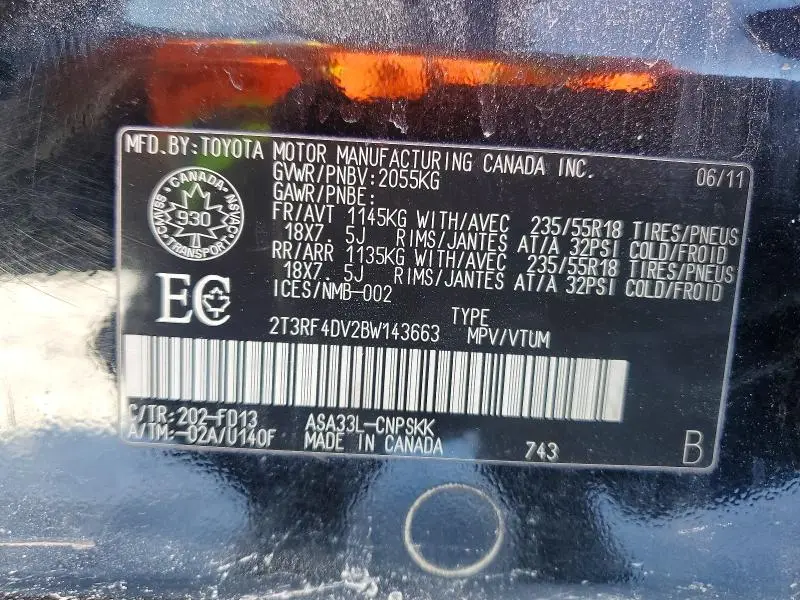 MFD.BY:TOYOTA MOTOR MANUFACTURING CANADA INC. 06/11
GVWR/PNBV:2055KG
GAWR/PNBE:
FR/AVT 1145KG WITH/AVEC 235/55R18 TIRES/PNEUS
18X7.5J RIMS/JANTES AT/A 32PSI COLD/FROID
RR/ARR 1135KG WITH/AVEC 235/55R18 TIRES/PNEUS
18X7.5J RIMS/JANTES AT/A 32PSI COLD/FROID
ICES/NMB-002
CANADA
CMVSS 930 NSVAC
TRANSPORT
EC
TYPE
2T3RF4DV2BW143663 MPV/VTUM
C/TR:202-FD13 ASA33L-CNPSKK
A/TM:-02A/U140F MADE IN CANADA 743 B